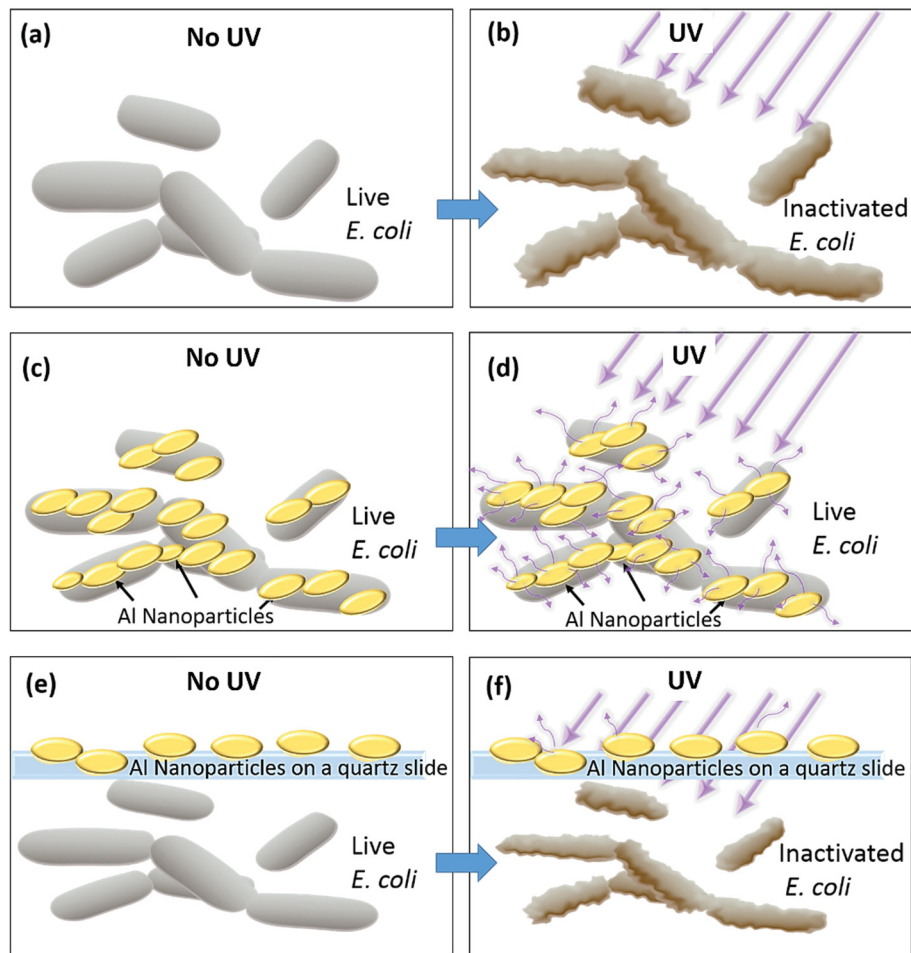 (a)
No UV
Live
E. coli
(b)
UV
Inactivated
E. coli
(c)
No UV
Live
E. coli
Al Nanoparticles
(d)
UV
Live
E. coli
Al Nanoparticles
(e)
No UV
Al Nanoparticles on a quartz slide
Live
E. coli
(f)
UV
Al Nanoparticles on a quartz slide
Inactivated
E. coli